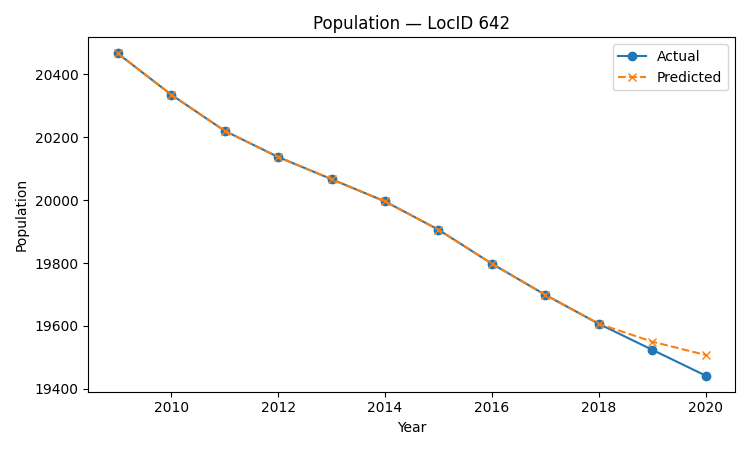 Population — LocID 642
Actual
Predicted
Population
20400
20200
20000
19800
19600
19400
2010
2012
2014
2016
2018
2020
Year